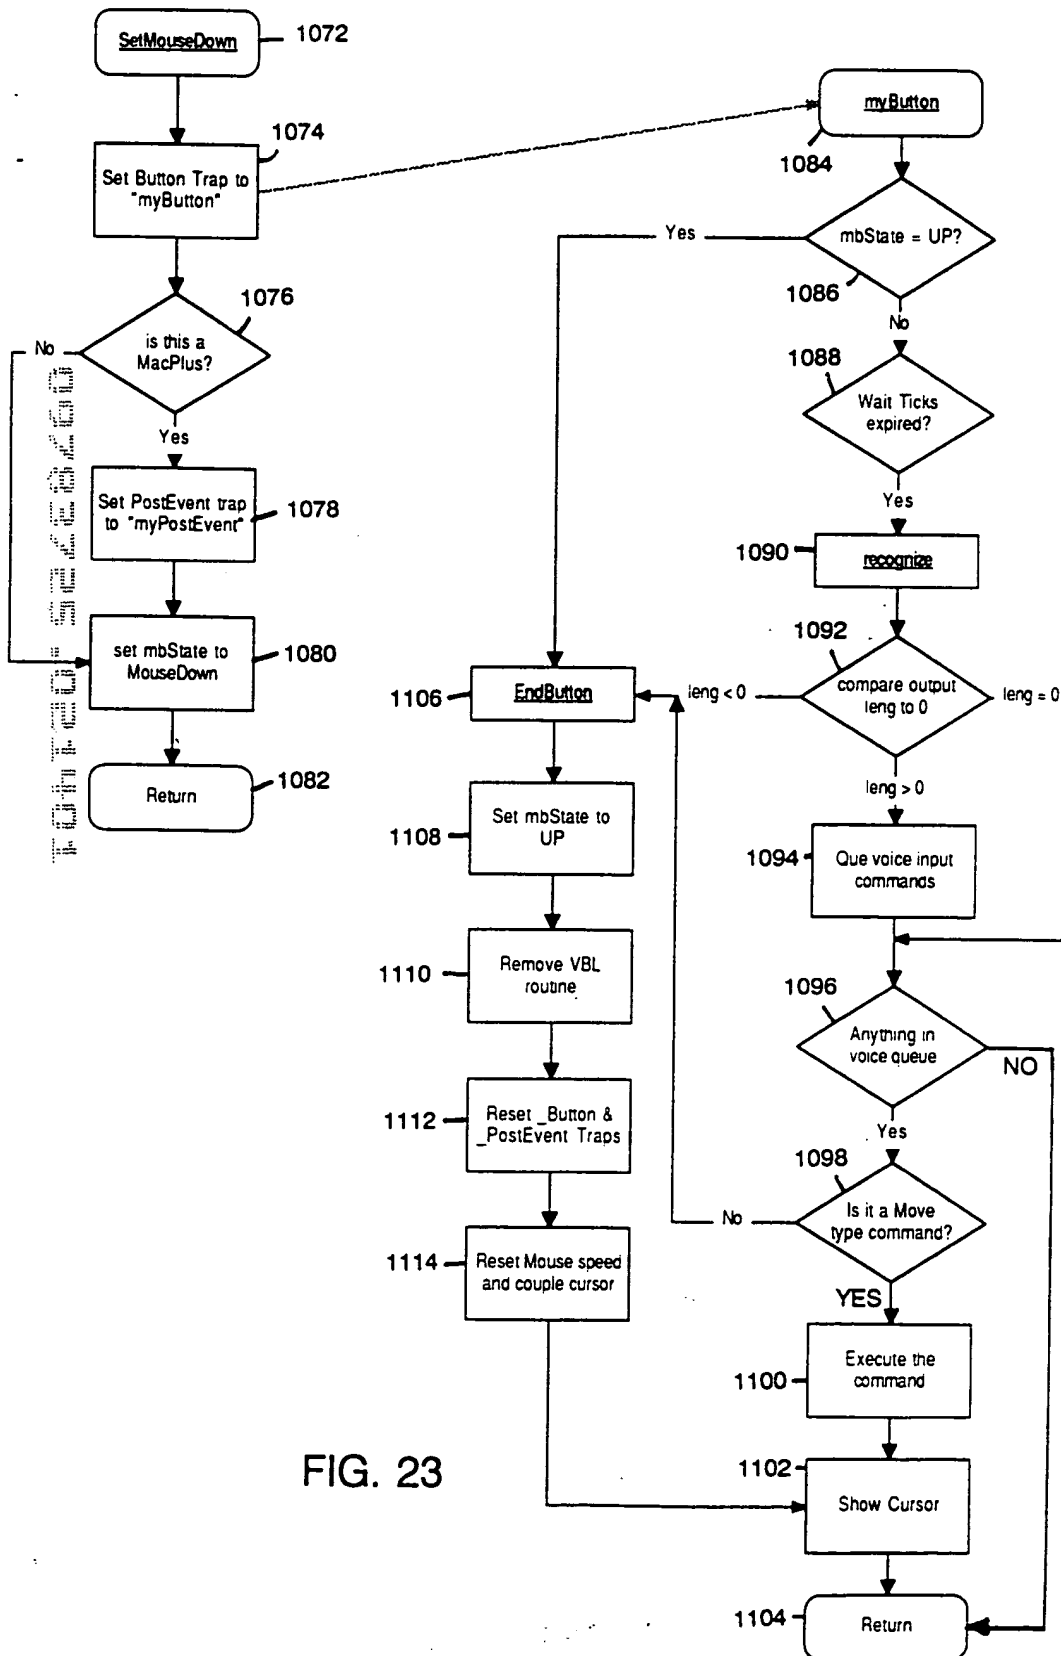 SetMouseDown
1072
1074
Set Button Trap to
"myButton"
1076
is this a
MacPlus?
No
Yes
Set PostEvent trap
to "myPostEvent"
1078
set mbState to
MouseDown
1080
Return
1082
myButton
1084
mbState = UP?
1086
Yes
No
1088
Wait Ticks
expired?
Yes
1090
recognize
1092
compare output
leng to 0
leng < 0
leng = 0
leng > 0
1094
Que voice input
commands
1096
Anything in
voice queue
NO
Yes
1098
Is it a Move
type command?
No
YES
1100
Execute the
command
1102
Show Cursor
1104
Return
1106
EndButton
1108
Set mbState to
UP
1110
Remove VBL
routine
1112
Reset _Button &
_PostEvent Traps
1114
Reset Mouse speed
and couple cursor
FIG. 23
09783725 - 021401